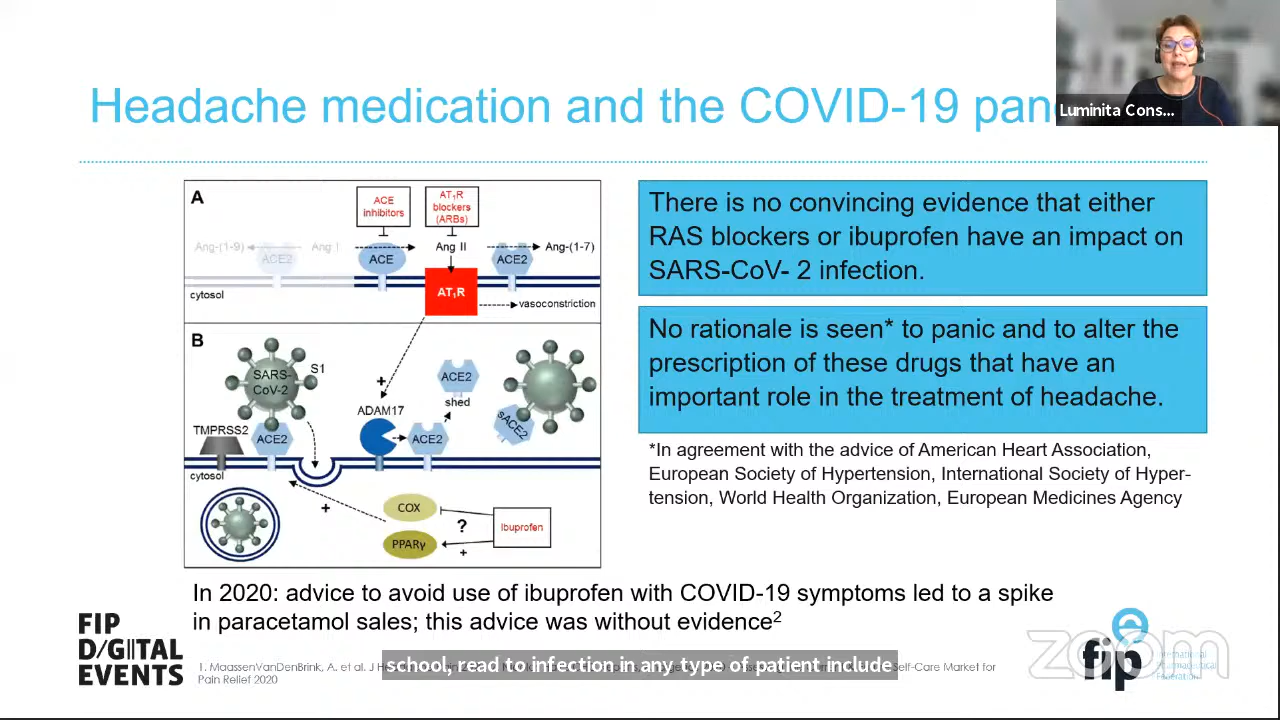 Headache medication and the COVID-19 pan
Luminita Cons...
A
ACE
inhibitors
AT₁R
blockers
(ARBs)
Ang-(1-9)
Ang I
Ang II
Ang-(1-7)
ACE2
ACE
ACE2
cytosol
AT₁R
vasoconstriction
B
SARS-
CoV-2
S1
ACE2
shed
+
ADAM17
TMPRSS2
ACE2
ACE2
sACE2
cytosol
+
COX
?
Ibuprofen
PPARγ
+
There is no convincing evidence that either
RAS blockers or ibuprofen have an impact on
SARS-CoV- 2 infection.
No rationale is seen* to panic and to alter the
prescription of these drugs that have an
important role in the treatment of headache.
*In agreement with the advice of American Heart Association,
European Society of Hypertension, International Society of Hyper-
tension, World Health Organization, European Medicines Agency
In 2020: advice to avoid use of ibuprofen with COVID-19 symptoms led to a spike
in paracetamol sales; this advice was without evidence²
FIP
DIGITAL
EVENTS
1. MaassenVanDenBrink, A. et al. J H
Self-Care Market for
Pain Relief 2020
school, read to infection in any type of patient include
zoom
fip
International
Pharmaceutical
Federation